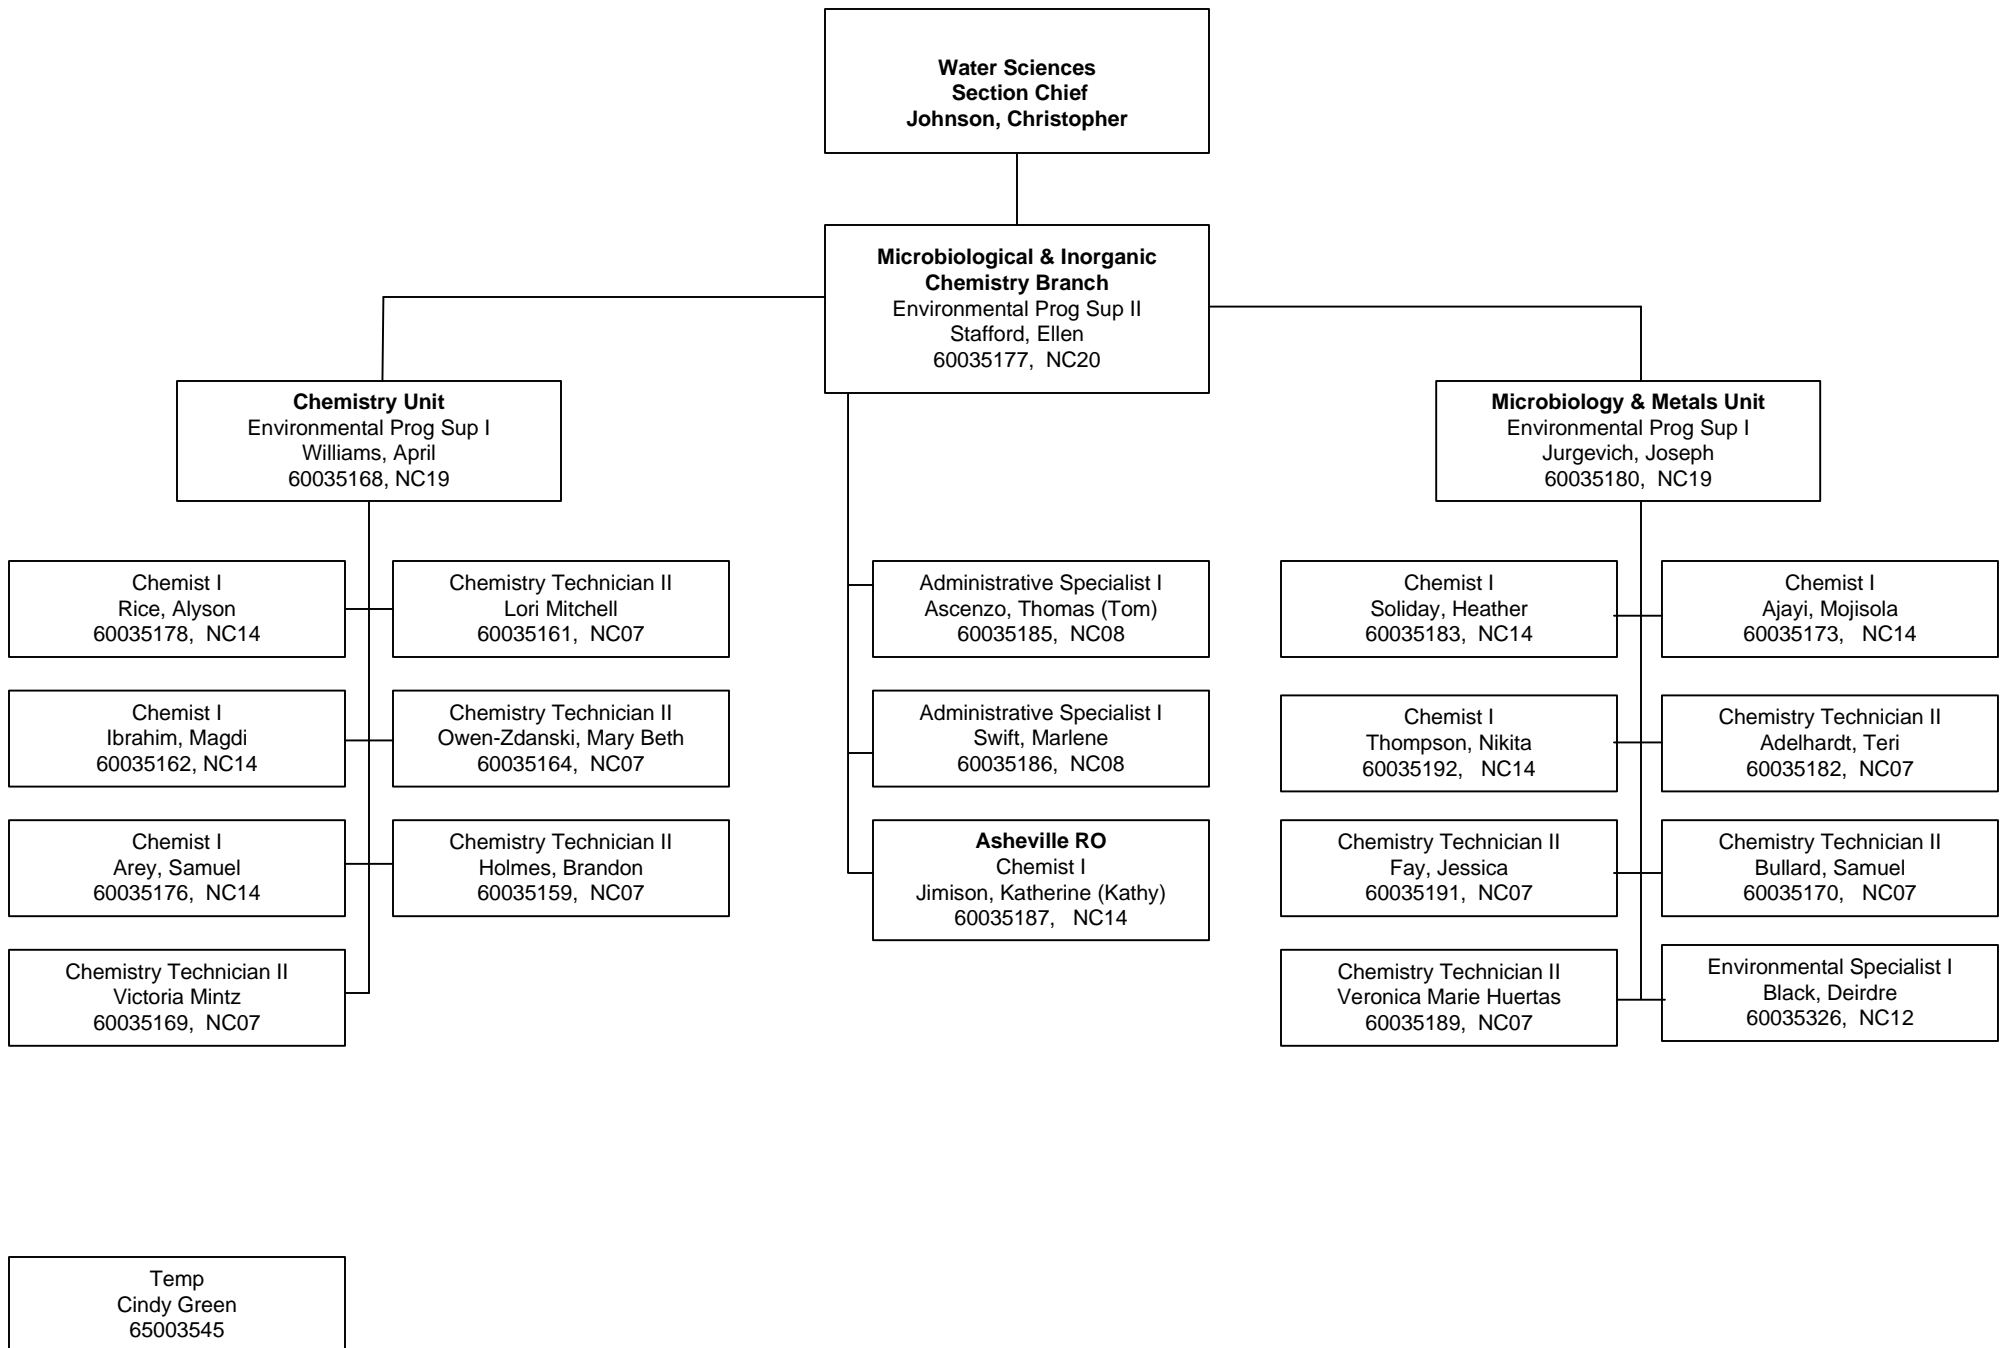 Water Sciences
Section Chief
Johnson, Christopher
Microbiological & Inorganic
Chemistry Branch
Environmental Prog Sup II
Stafford, Ellen
60035177, NC20
Chemistry Unit
Environmental Prog Sup I
Williams, April
60035168, NC19
Microbiology & Metals Unit
Environmental Prog Sup I
Jurgevich, Joseph
60035180, NC19
Chemist I
Rice, Alyson
60035178, NC14
Chemistry Technician II
Lori Mitchell
60035161, NC07
Administrative Specialist I
Ascenzo, Thomas (Tom)
60035185, NC08
Chemist I
Soliday, Heather
60035183, NC14
Chemist I
Ajayi, Mojisola
60035173, NC14
Chemist I
Ibrahim, Magdi
60035162, NC14
Chemistry Technician II
Owen-Zdanski, Mary Beth
60035164, NC07
Administrative Specialist I
Swift, Marlene
60035186, NC08
Chemist I
Thompson, Nikita
60035192, NC14
Chemistry Technician II
Adelhardt, Teri
60035182, NC07
Chemist I
Arey, Samuel
60035176, NC14
Chemistry Technician II
Holmes, Brandon
60035159, NC07
Asheville RO
Chemist I
Jimison, Katherine (Kathy)
60035187, NC14
Chemistry Technician II
Fay, Jessica
60035191, NC07
Chemistry Technician II
Bullard, Samuel
60035170, NC07
Chemistry Technician II
Victoria Mintz
60035169, NC07
Chemistry Technician II
Veronica Marie Huertas
60035189, NC07
Environmental Specialist I
Black, Deirdre
60035326, NC12
Temp
Cindy Green
65003545